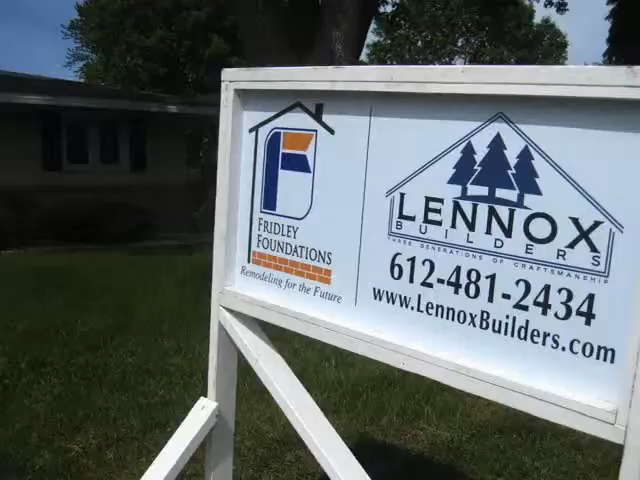 F
FRIDLEY
FOUNDATIONS
Remodeling for the Future
LENNOX
BUILDERS
THREE GENERATIONS OF CRAFTSMANSHIP
612-481-2434
www.LennoxBuilders.com